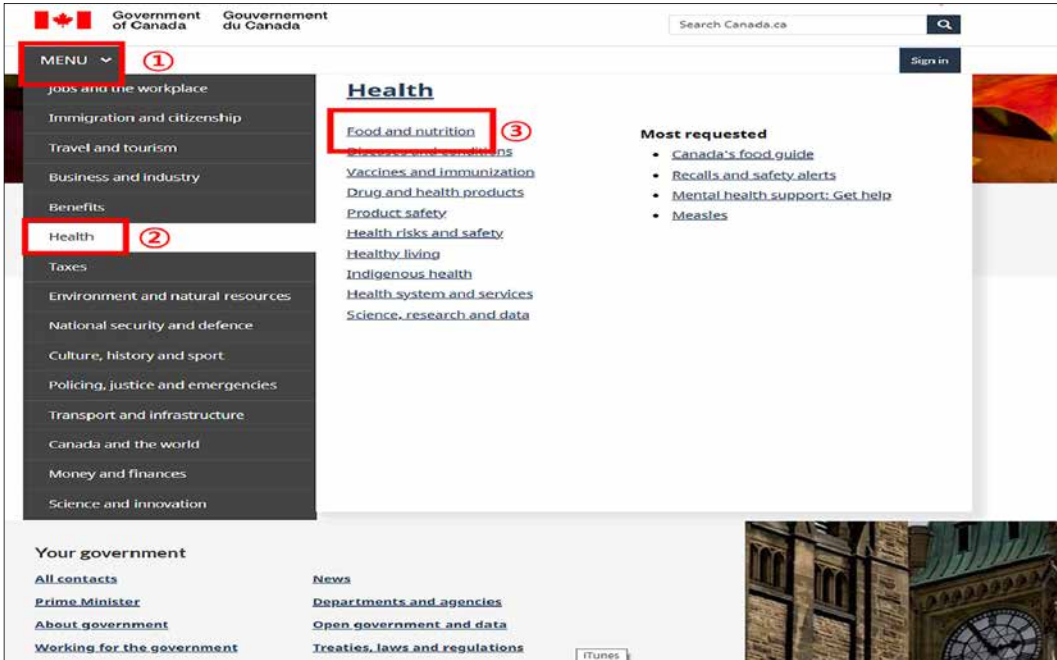 Government of Canada
Gouvernement du Canada
Search Canada.ca
MENU
①
Sign in
Jobs and the workplace
Immigration and citizenship
Travel and tourism
Business and industry
Benefits
Health
②
Taxes
Environment and natural resources
National security and defence
Culture, history and sport
Policing, justice and emergencies
Transport and infrastructure
Canada and the world
Money and finances
Science and innovation
Health
Food and nutrition
③
Diseases and conditions
Vaccines and immunization
Drug and health products
Product safety
Health risks and safety
Healthy living
Indigenous health
Health system and services
Science, research and data
Most requested
• Canada's food guide
• Recalls and safety alerts
• Mental health support: Get help
• Measles
Your government
All contacts
Prime Minister
About government
Working for the government
News
Departments and agencies
Open government and data
Treaties, laws and regulations
iTunes